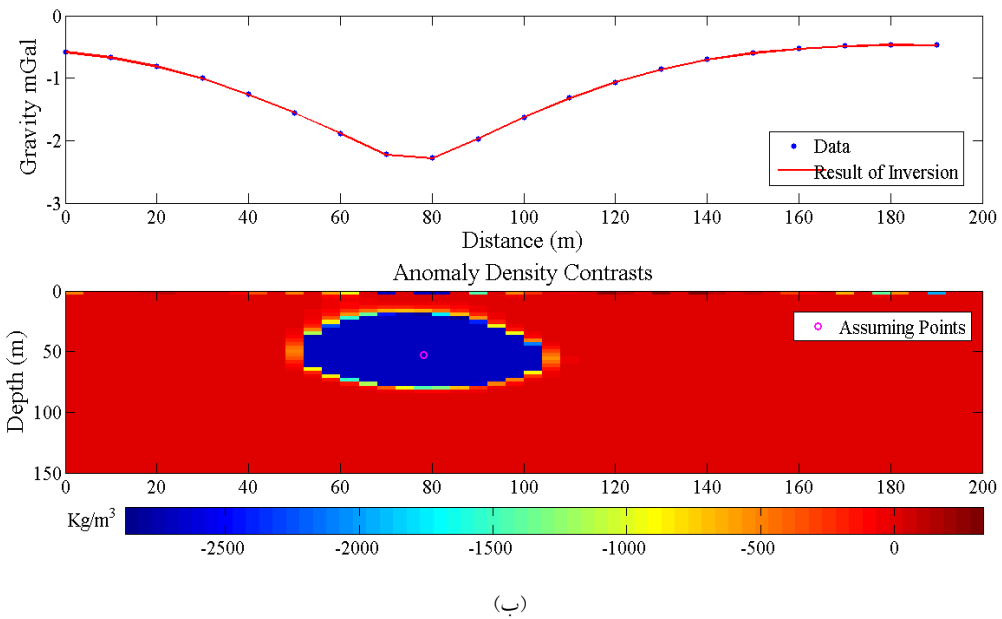 0
-1
-2
-3
Gravity mGal
Data
Result of Inversion
0 20 40 60 80 100 120 140 160 180 200
Distance (m)
Anomaly Density Contrasts
0
50
100
150
Depth (m)
Assuming Points
0 20 40 60 80 100 120 140 160 180 200
Kg/m³
-2500 -2000 -1500 -1000 -500 0
(ب)